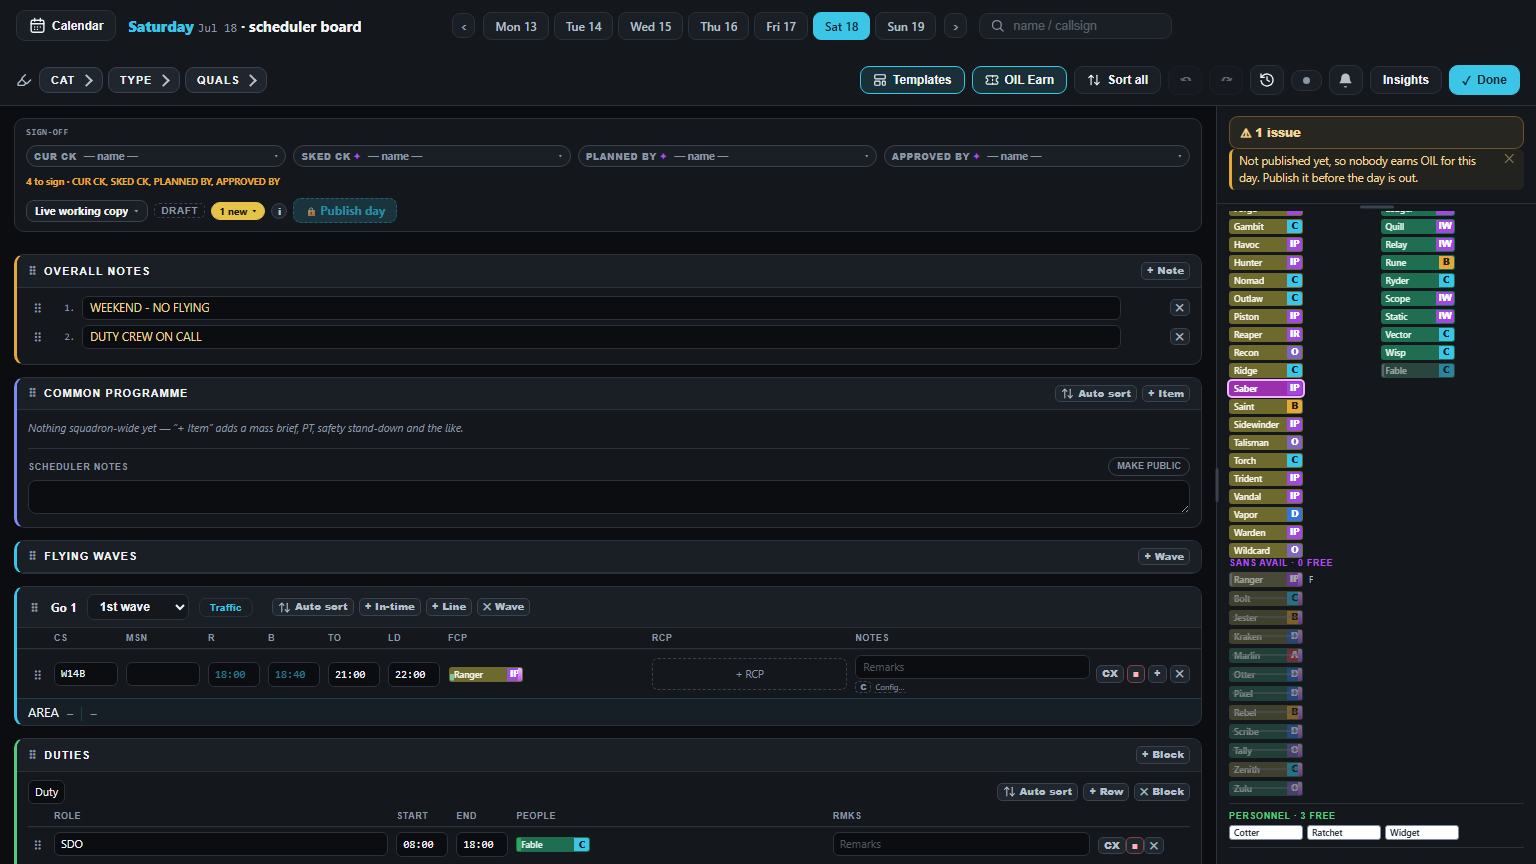 Calendar
Saturday Jul 18 · scheduler board
Mon 13
Tue 14
Wed 15
Thu 16
Fri 17
Sat 18
Sun 19
name / callsign
CAT
TYPE
QUALS
Templates
OIL Earn
Sort all
Insights
✓ Done
SIGN-OFF
CUR CK — name —
SKED CK ✦ — name —
PLANNED BY ✦ — name —
APPROVED BY ✦ — name —
4 to sign · CUR CK, SKED CK, PLANNED BY, APPROVED BY
Live working copy
DRAFT
1 new
i
Publish day
OVERALL NOTES
+ Note
1. WEEKEND - NO FLYING
2. DUTY CREW ON CALL
COMMON PROGRAMME
Auto sort
+ Item
Nothing squadron-wide yet — "+ Item" adds a mass brief, PT, safety stand-down and the like.
SCHEDULER NOTES
MAKE PUBLIC
FLYING WAVES
+ Wave
Go 1
1st wave
Traffic
Auto sort
+ In-time
+ Line
✕ Wave
CS MSN R B TO LD FCP RCP NOTES
W14B 18:00 18:40 21:00 22:00 Ranger IP + RCP Remarks CX
C Config...
AREA – –
DUTIES
+ Block
Duty
Auto sort
+ Row
✕ Block
ROLE START END PEOPLE RMKS
SDO 08:00 18:00 Fable C Remarks CX
⚠ 1 issue
Not published yet, so nobody earns OIL for this
day. Publish it before the day is out.
Gambit C
Havoc IP
Hunter IP
Nomad C
Outlaw C
Piston IP
Reaper IR
Recon O
Ridge C
Saber IP
Saint B
Sidewinder IP
Talisman O
Torch C
Trident IP
Vandal IP
Vapor D
Warden IP
Wildcard O
Quill IW
Relay IW
Rune B
Ryder C
Scope IW
Static IW
Vector C
Wisp C
Fable C
SANS AVAIL · 0 FREE
Ranger IP F
Bolt C
Jester B
Kraken D
Marlin A
Otter D
Pixel D
Rebel B
Scribe D
Tally O
Zenith C
Zulu O
PERSONNEL · 3 FREE
Cotter
Ratchet
Widget